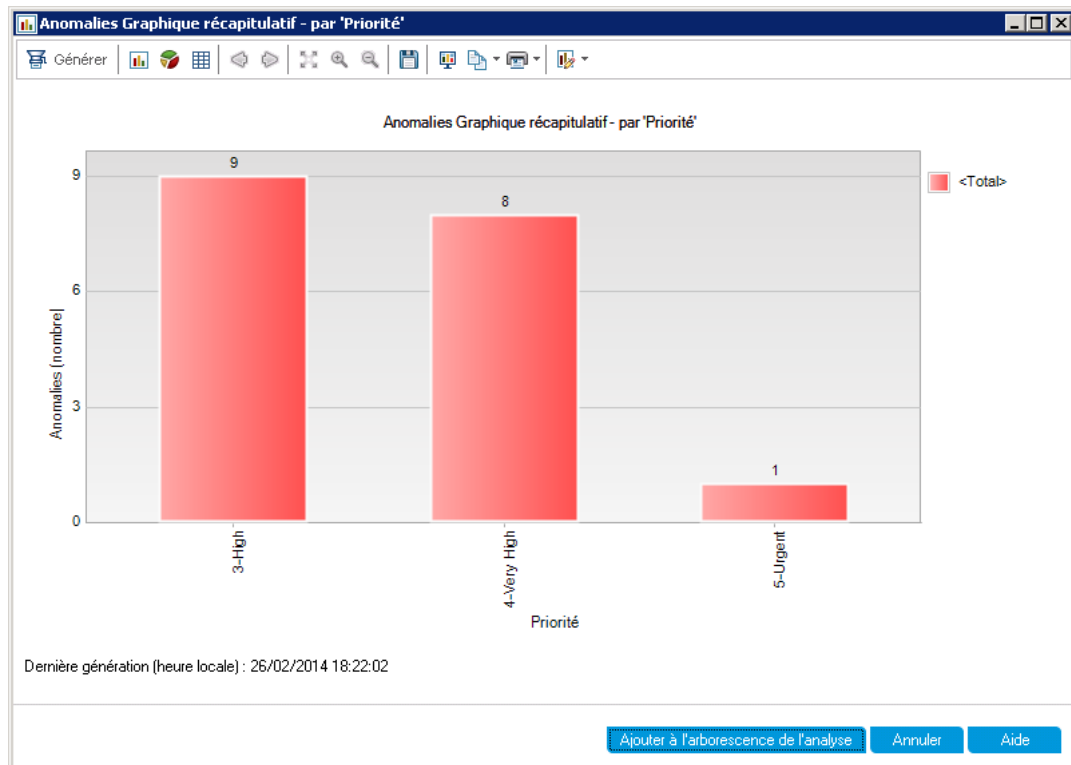 Anomalies Graphique récapitulatif - par 'Priorité'
Générer
Anomalies Graphique récapitulatif - par 'Priorité'
9
6
3
0
Anomalies (nombre)
9
8
1
<Total>
3-High
4-Very High
5-Urgent
Priorité
Dernière génération (heure locale) : 26/02/2014 18:22:02
Ajouter à l'arborescence de l'analyse
Annuler
Aide